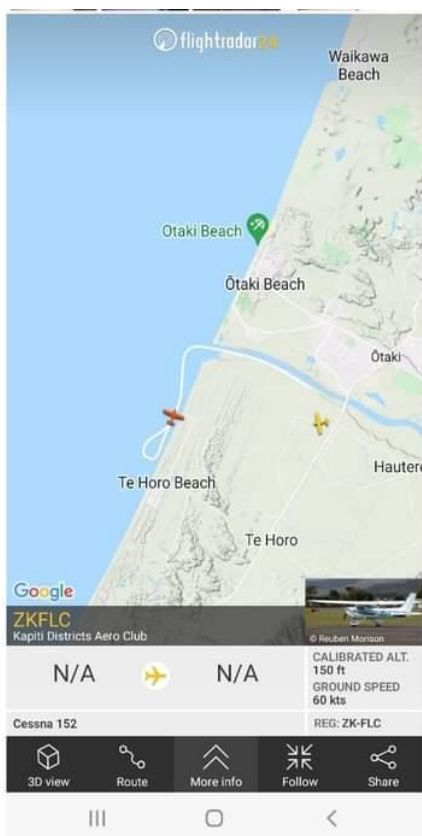 flightradar24
Waikawa
Beach
Otaki Beach
Ōtaki Beach
Ōtaki
Te Horo Beach
Hautere
Te Horo
Google
ZKFLC
Kapiti Districts Aero Club
© Reuben Morison
N/A
N/A
CALIBRATED ALT.
150 ft
GROUND SPEED
60 kts
Cessna 152
REG: ZK-FLC
3D view
Route
More info
Follow
Share